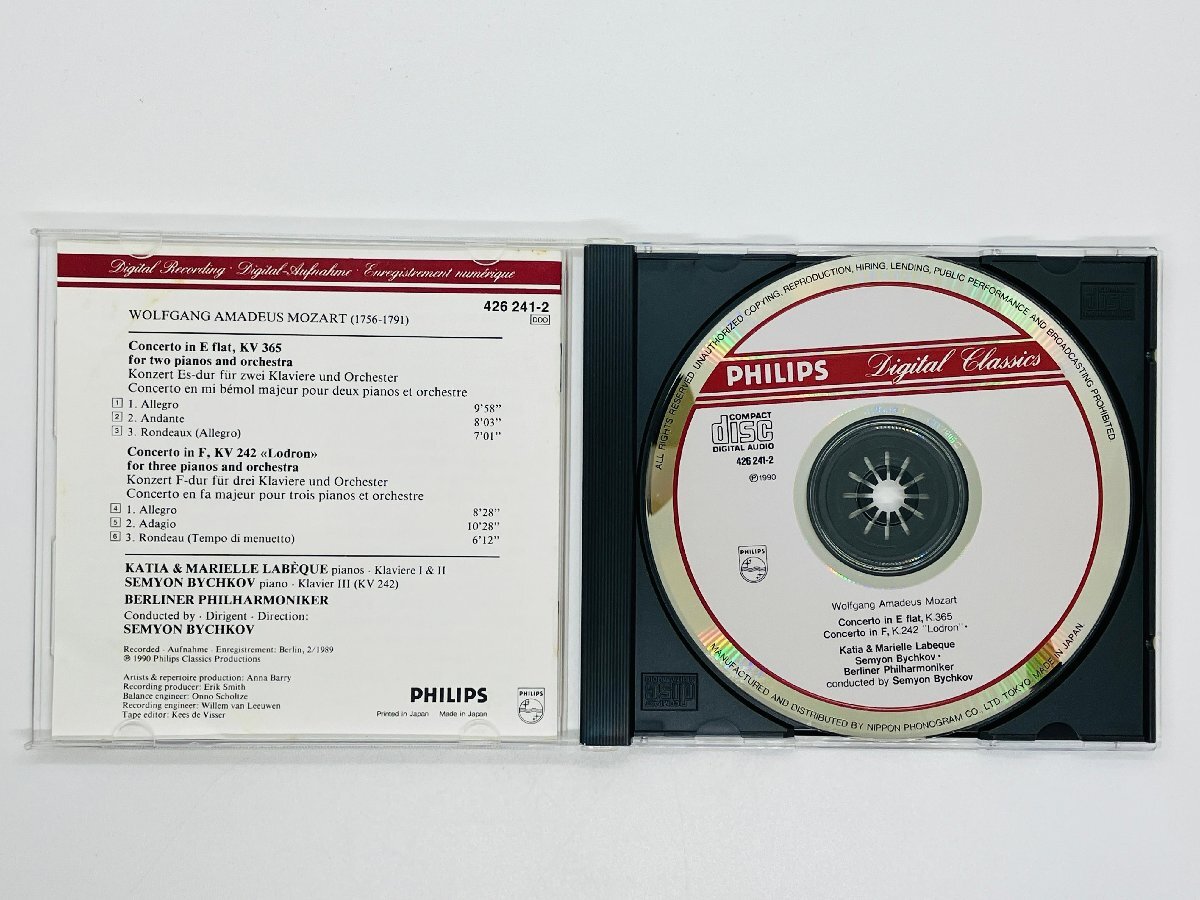 Digital Recording · Digital-Aufnahme · Enregistrement numérique
426 241-2
DDD
WOLFGANG AMADEUS MOZART (1756-1791)
Concerto in E flat, KV 365
for two pianos and orchestra
Konzert Es-dur für zwei Klaviere und Orchester
Concerto en mi bémol majeur pour deux pianos et orchestre
1 1. Allegro 9'58"
2 2. Andante 8'03"
3 3. Rondeaux (Allegro) 7'01"
Concerto in F, KV 242 «Lodron»
for three pianos and orchestra
Konzert F-dur für drei Klaviere und Orchester
Concerto en fa majeur pour trois pianos et orchestre
4 1. Allegro 8'28"
5 2. Adagio 10'28"
6 3. Rondeau (Tempo di menuetto) 6'12"
KATIA & MARIELLE LABÈQUE pianos · Klaviere I & II
SEMYON BYCHKOV piano · Klavier III (KV 242)
BERLINER PHILHARMONIKER
Conducted by · Dirigent · Direction:
SEMYON BYCHKOV
Recorded · Aufnahme · Enregistrement: Berlin, 2/1989
℗ 1990 Philips Classics Productions
Artists & repertoire production: Anna Barry
Recording producer: Erik Smith
Balance engineer: Onno Scholtze
Recording engineer: Willem van Leeuwen
Tape editor: Kees de Visser
PHILIPS
Printed in Japan Made in Japan
PHILIPS
ALL RIGHTS RESERVED UNAUTHORIZED COPYING, REPRODUCTION, HIRING, LENDING, PUBLIC PERFORMANCE AND BROADCASTING PROHIBITED.
PHILIPS Digital Classics
COMPACT
disc
DIGITAL AUDIO
426 241-2
℗ 1990
PHILIPS
Wolfgang Amadeus Mozart
Concerto in E flat, K.365
Concerto in F, K.242 "Lodron"•
Katia & Marielle Labeque
Semyon Bychkov•
Berliner Philharmoniker
conducted by Semyon Bychkov
MANUFACTURED AND DISTRIBUTED BY NIPPON PHONOGRAM CO., LTD. TOKYO. MADE IN JAPAN.